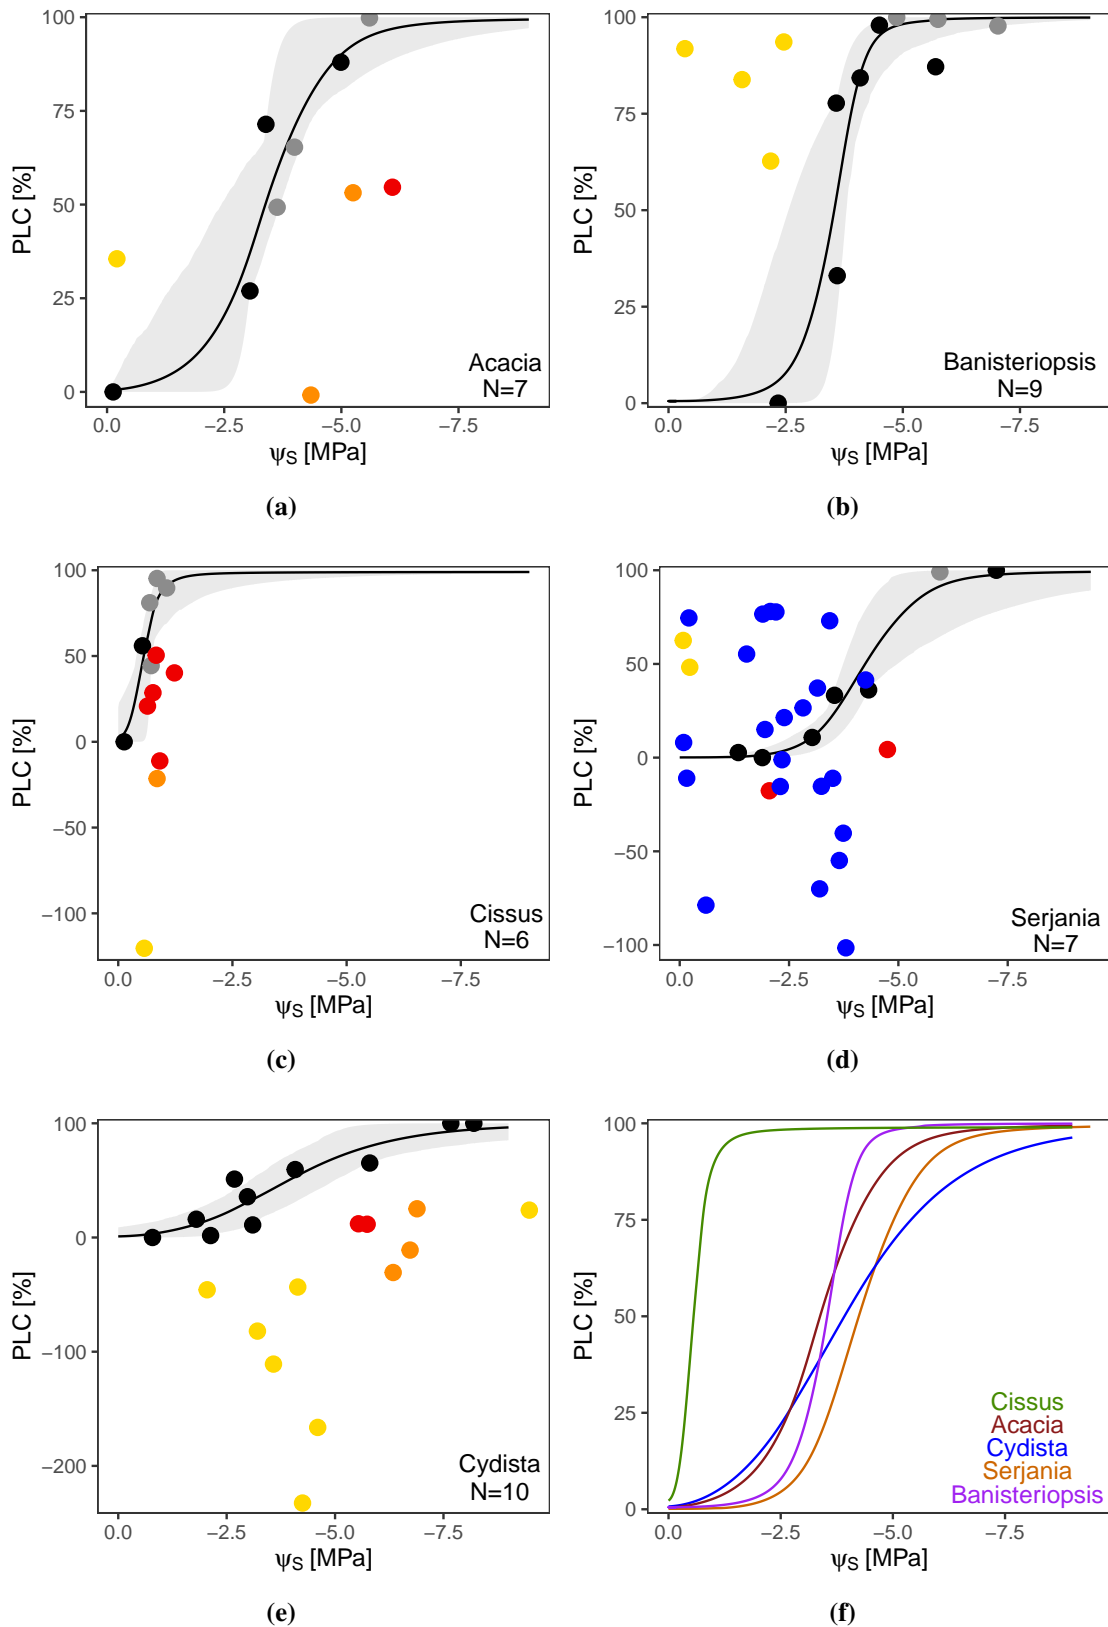 100
75
50
25
0
PLC [%]
Acacia
N=7
0.0 −2.5 −5.0 −7.5
ψS [MPa]
(a)
100
75
50
25
0
PLC [%]
Banisteriopsis
N=9
0.0 −2.5 −5.0 −7.5
ψS [MPa]
(b)
100
50
0
−50
−100
PLC [%]
Cissus
N=6
0.0 −2.5 −5.0 −7.5
ψS [MPa]
(c)
100
50
0
−50
−100
PLC [%]
Serjania
N=7
0.0 −2.5 −5.0 −7.5
ψS [MPa]
(d)
100
0
−100
−200
PLC [%]
Cydista
N=10
0.0 −2.5 −5.0 −7.5
ψS [MPa]
(e)
100
75
50
25
0
PLC [%]
Cissus
Acacia
Cydista
Serjania
Banisteriopsis
0.0 −2.5 −5.0 −7.5
ψS [MPa]
(f)